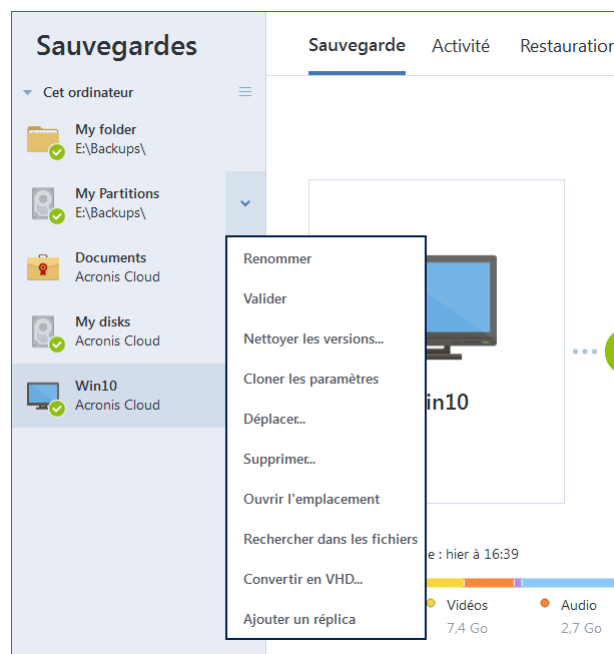 Sauvegardes
Sauvegarde Activité Restauration
Cet ordinateur
My folder
E:\Backups\
My Partitions
E:\Backups\
Documents
Acronis Cloud
My disks
Acronis Cloud
Win10
Acronis Cloud
Renommer
Valider
Nettoyer les versions...
Cloner les paramètres
Déplacer...
Supprimer...
Ouvrir l'emplacement
Rechercher dans les fichiers
Convertir en VHD...
Ajouter un réplica
in10
e : hier à 16:39
Vidéos
7,4 Go
Audio
2,7 Go